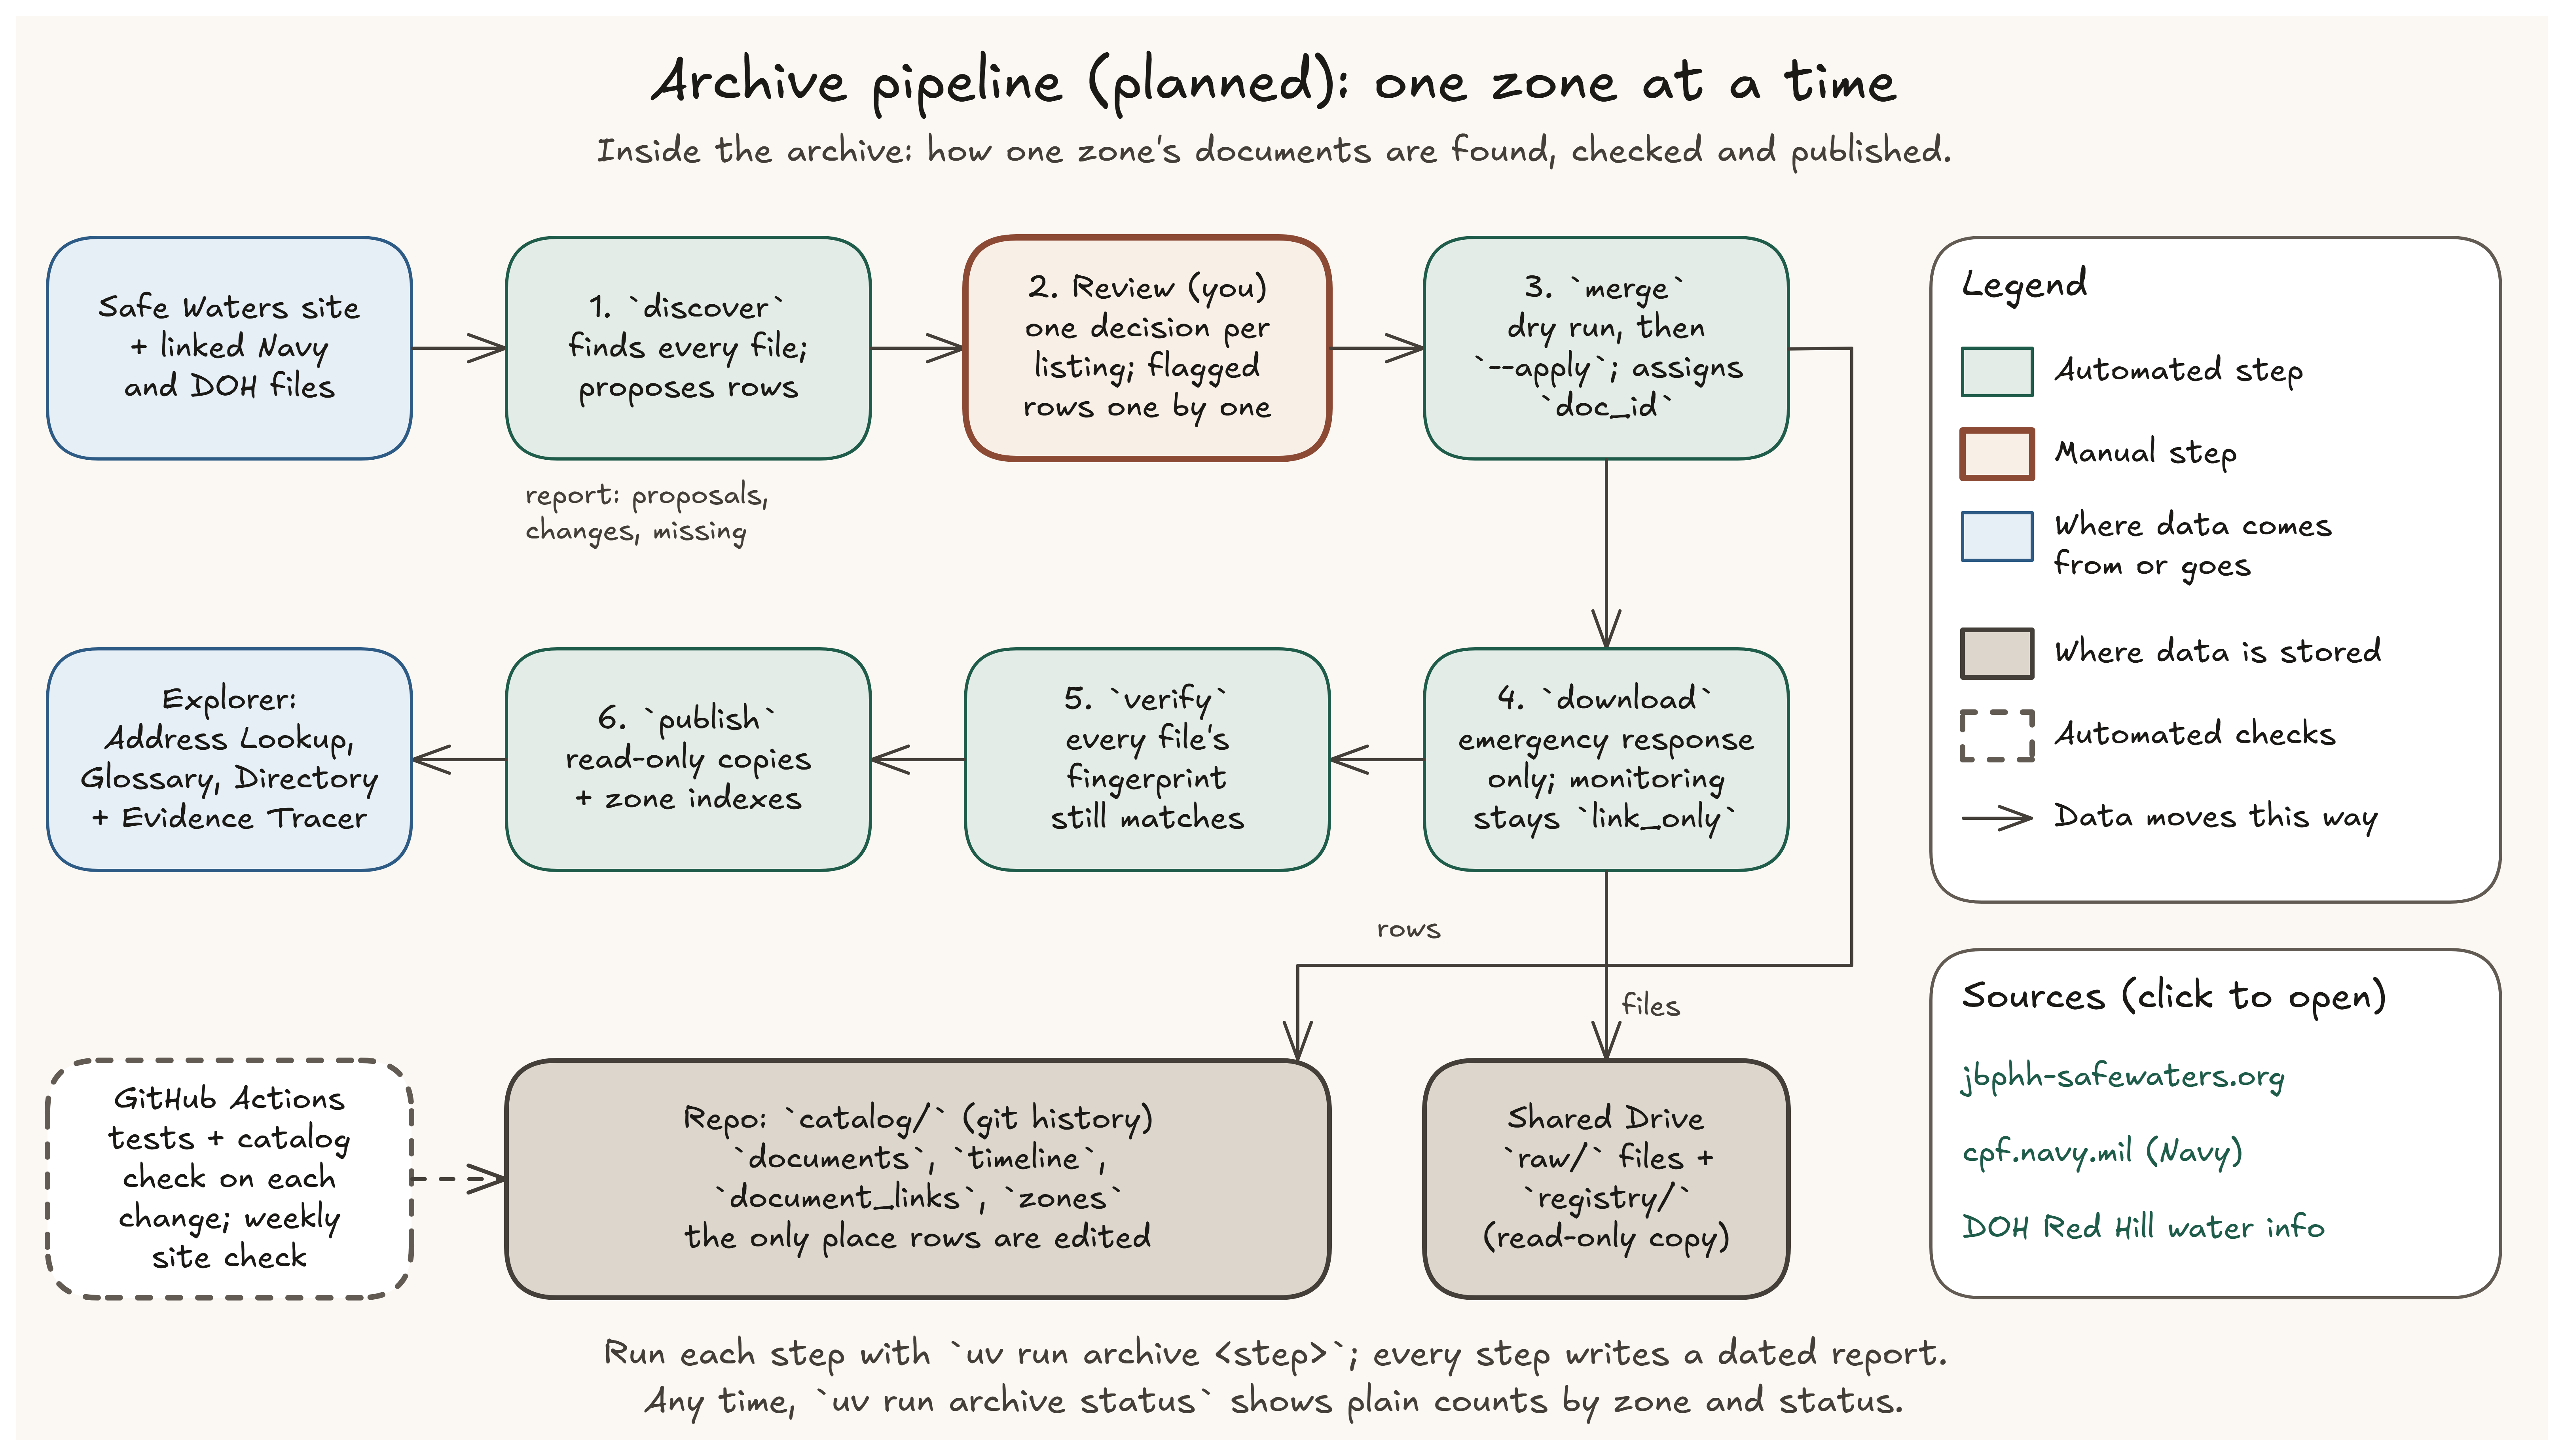 Archive pipeline (planned): one zone at a time
Inside the archive: how one zone's documents are found, checked and published.
Safe Waters site
+ linked Navy
and DOH files
1. `discover`
finds every file;
proposes rows
report: proposals,
changes, missing
2. Review (you)
one decision per
listing; flagged
rows one by one
3. `merge`
dry run, then
`--apply`; assigns
`doc_id`
4. `download`
emergency response
only; monitoring
stays `link_only`
5. `verify`
every file's
fingerprint
still matches
6. `publish`
read-only copies
+ zone indexes
Explorer:
Address Lookup,
Glossary, Directory
+ Evidence Tracer
rows
files
GitHub Actions
tests + catalog
check on each
change; weekly
site check
Repo: `catalog/` (git history)
`documents`, `timeline`,
`document_links`, `zones`
the only place rows are edited
Shared Drive
`raw/` files +
`registry/`
(read-only copy)
Legend
Automated step
Manual step
Where data comes
from or goes
Where data is stored
Automated checks
Data moves this way
Sources (click to open)
jbphh-safewaters.org
cpf.navy.mil (Navy)
DOH Red Hill water info
Run each step with `uv run archive <step>`; every step writes a dated report.
Any time, `uv run archive status` shows plain counts by zone and status.